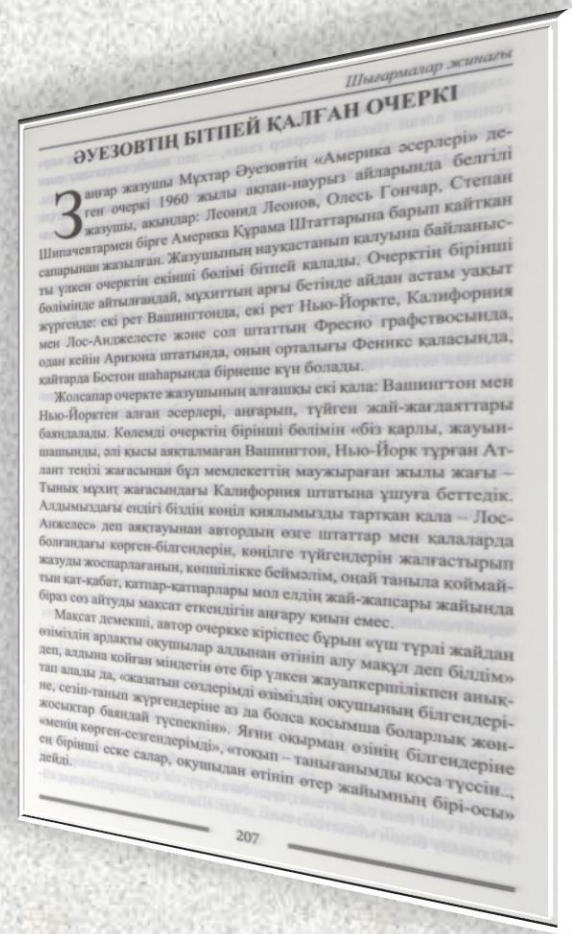 Шығармалар жинағы
ӘУЕЗОВТІҢ БІТПЕЙ ҚАЛҒАН ОЧЕРКІ
Заңғар жазушы Мұхтар Әуезовтің «Америка әсерлері» де-
ген очеркі 1960 жылы ақпан-наурыз айларында белгілі
жазушы, ақындар: Леонид Леонов, Олесь Гончар, Степан
Шипачевтармен бірге Америка Құрама Штаттарына барып қайтқан
сапарынан жазылған. Жазушының науқастанып қалуына байланыс-
ты үлкен очерктің екінші бөлімі бітпей қалады. Очерктің бірінші
бөлімінде айтылғандай, мұхиттың арғы бетінде айдан астам уақыт
жүргенде: екі рет Вашингтонда, екі рет Нью-Йоркте, Калифорния
мен Лос-Анджелесте және сол штаттың Фресно графствосында,
одан кейін Аризона штатында, оның орталығы Феникс қаласында,
қайтарда Бостон шаһарында бірнеше күн болады.
Жолсапар очеркте жазушының алғашқы екі қала: Вашингтон мен
Нью-Йорктен алған әсерлері, аңғарып, түйген жай-жағдаяттары
баяндалады. Көлемді очерктің бірінші бөлімін «біз қарлы, жауын-
шашынды, әлі қысы аяқталмаған Вашингтон, Нью-Йорк тұрған Ат-
лант теңізі жағасынан бұл мемлекеттің маужыраған жылы жағы –
Тынық мұхит жағасындағы Калифорния штатына ұшуға беттедік.
Алдымыздағы ендігі біздің көңіл қиялымызды тартқан қала – Лос-
Анжелес» деп аяқтауынан автордың өзге штаттар мен қалаларда
болғандағы көрген-білгендерін, көңілге түйгендерін жалғастырып
жазуды жоспарлағанын, көпшілікке беймәлім, оңай таныла қоймай-
тын қат-қабат, қатпар-қатпарлары мол елдің жай-жапсары жайында
біраз сөз айтуды мақсат еткендігін аңғару қиын емес.
Мақсат демекші, автор очеркке кіріспес бұрын «үш түрлі жайдан
өзіміздің ардақты оқушылар алдынан өтініп алу мақұл деп білдім»
деп, алдына қойған міндетін өте бір үлкен жауапкершілікпен анық-
тап алады да, «жазатын сөздерімді өзіміздің оқушының білгендері-
не, сезіп-танып жүргендеріне аз да болса қосымша боларлық жөн-
жосықтар баяндай түспекпін». Яғни оқырман өзінің білгендеріне
«менің көрген-сезгендерімді», «тоқып – танығанымды қоса түссін..,
ең бірінші еске салар, оқушыдан өтініп өтер жайымның бірі-осы»
дейді.
207